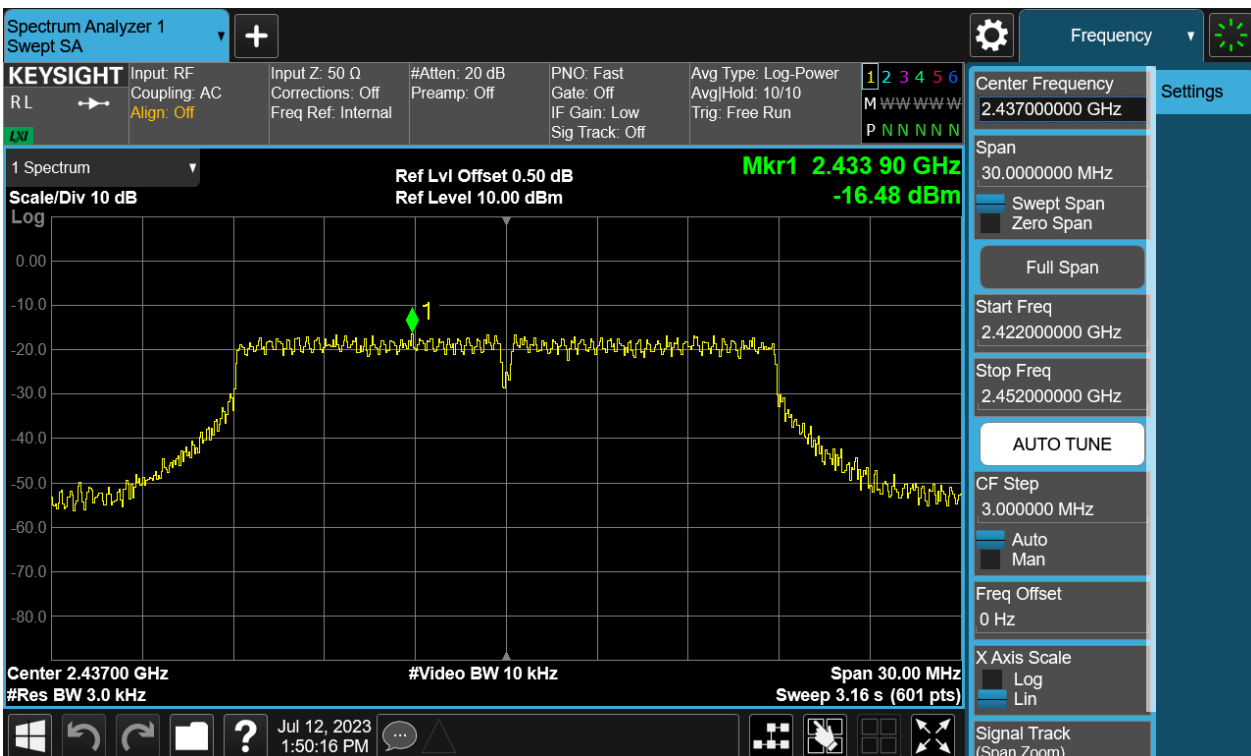 Spectrum Analyzer 1
Swept SA
+
Frequency
KEYSIGHT
R L
LXI
Input: RF
Coupling: AC
Align: Off
Input Z: 50 Ω
Corrections: Off
Freq Ref: Internal
#Atten: 20 dB
Preamp: Off
PNO: Fast
Gate: Off
IF Gain: Low
Sig Track: Off
Avg Type: Log-Power
Avg|Hold: 10/10
Trig: Free Run
1 2 3 4 5 6
M W W W W W
P N N N N N
1 Spectrum
Scale/Div 10 dB
Ref Lvl Offset 0.50 dB
Ref Level 10.00 dBm
Mkr1 2.433 90 GHz
-16.48 dBm
Log
0.00
-10.0
-20.0
-30.0
-40.0
-50.0
-60.0
-70.0
-80.0
1
Center 2.43700 GHz
#Res BW 3.0 kHz
#Video BW 10 kHz
Span 30.00 MHz
Sweep 3.16 s (601 pts)
Center Frequency
2.437000000 GHz
Settings
Span
30.0000000 MHz
Swept Span
Zero Span
Full Span
Start Freq
2.422000000 GHz
Stop Freq
2.452000000 GHz
AUTO TUNE
CF Step
3.000000 MHz
Auto
Man
Freq Offset
0 Hz
X Axis Scale
Log
Lin
Signal Track
(Span Zoom)
?
Jul 12, 2023
1:50:16 PM